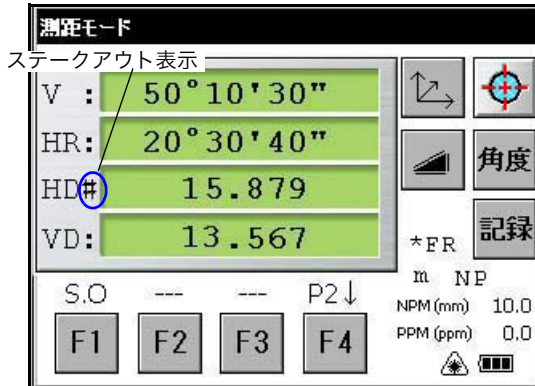 測距モード
ステークアウト表示
V : 50°10'30"
HR: 20°30'40"
HD# 15.879
VD: 13.567
角度
記録
*FR
m NP
NPM (mm) 10.0
PPM (ppm) 0.0
S.O --- --- P2↓
F1 F2 F3 F4